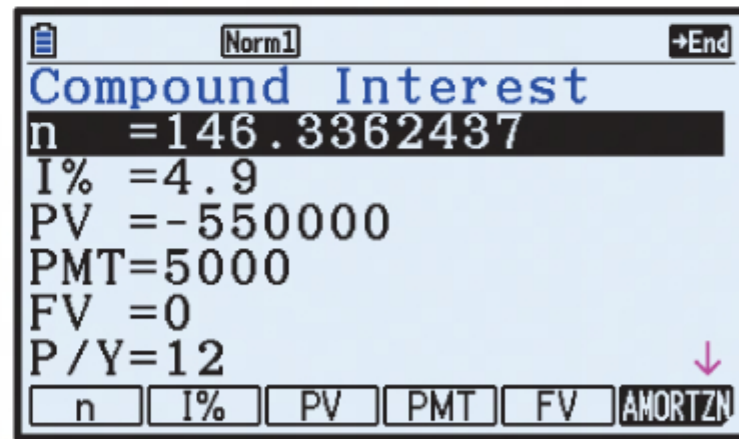 Norm1 →End
Compound Interest
n =146.3362437
I% =4.9
PV =-550000
PMT=5000
FV =0
P/Y=12 ↓
n I% PV PMT FV AMORTZN